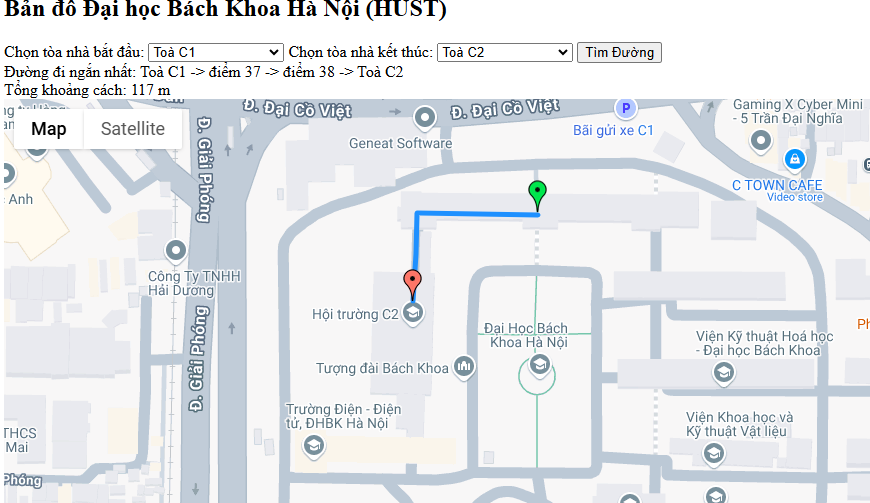 Bản đồ Đại học Bách Khoa Hà Nội (HUST)
Chọn tòa nhà bắt đầu: Toà C1 Chọn tòa nhà kết thúc: Toà C2 Tìm Đường
Đường đi ngắn nhất: Toà C1 -> điểm 37 -> điểm 38 -> Toà C2
Tổng khoảng cách: 117 m
Map Satellite
Đ. Đại Cồ Việt
Đ. Đại Cồ Việt
Gaming X Cyber Mini
- 5 Trần Đại Nghĩa
Geneat Software
P
Bãi gửi xe C1
Đ. Giải Phóng
C TOWN CAFE
Video store
Anh
Công Ty TNHH
Hải Dương
Hội trường C2
Đại Học Bách
Khoa Hà Nội
Viện Kỹ thuật Hoá học
- Đại học Bách Khoa
Đ. Giải Phóng
Tượng đài Bách Khoa
Trường Điện - Điện
tử, ĐHBK Hà Nội
Viện Khoa học và
Kỹ thuật Vật liệu
THCS
Mai
Phóng